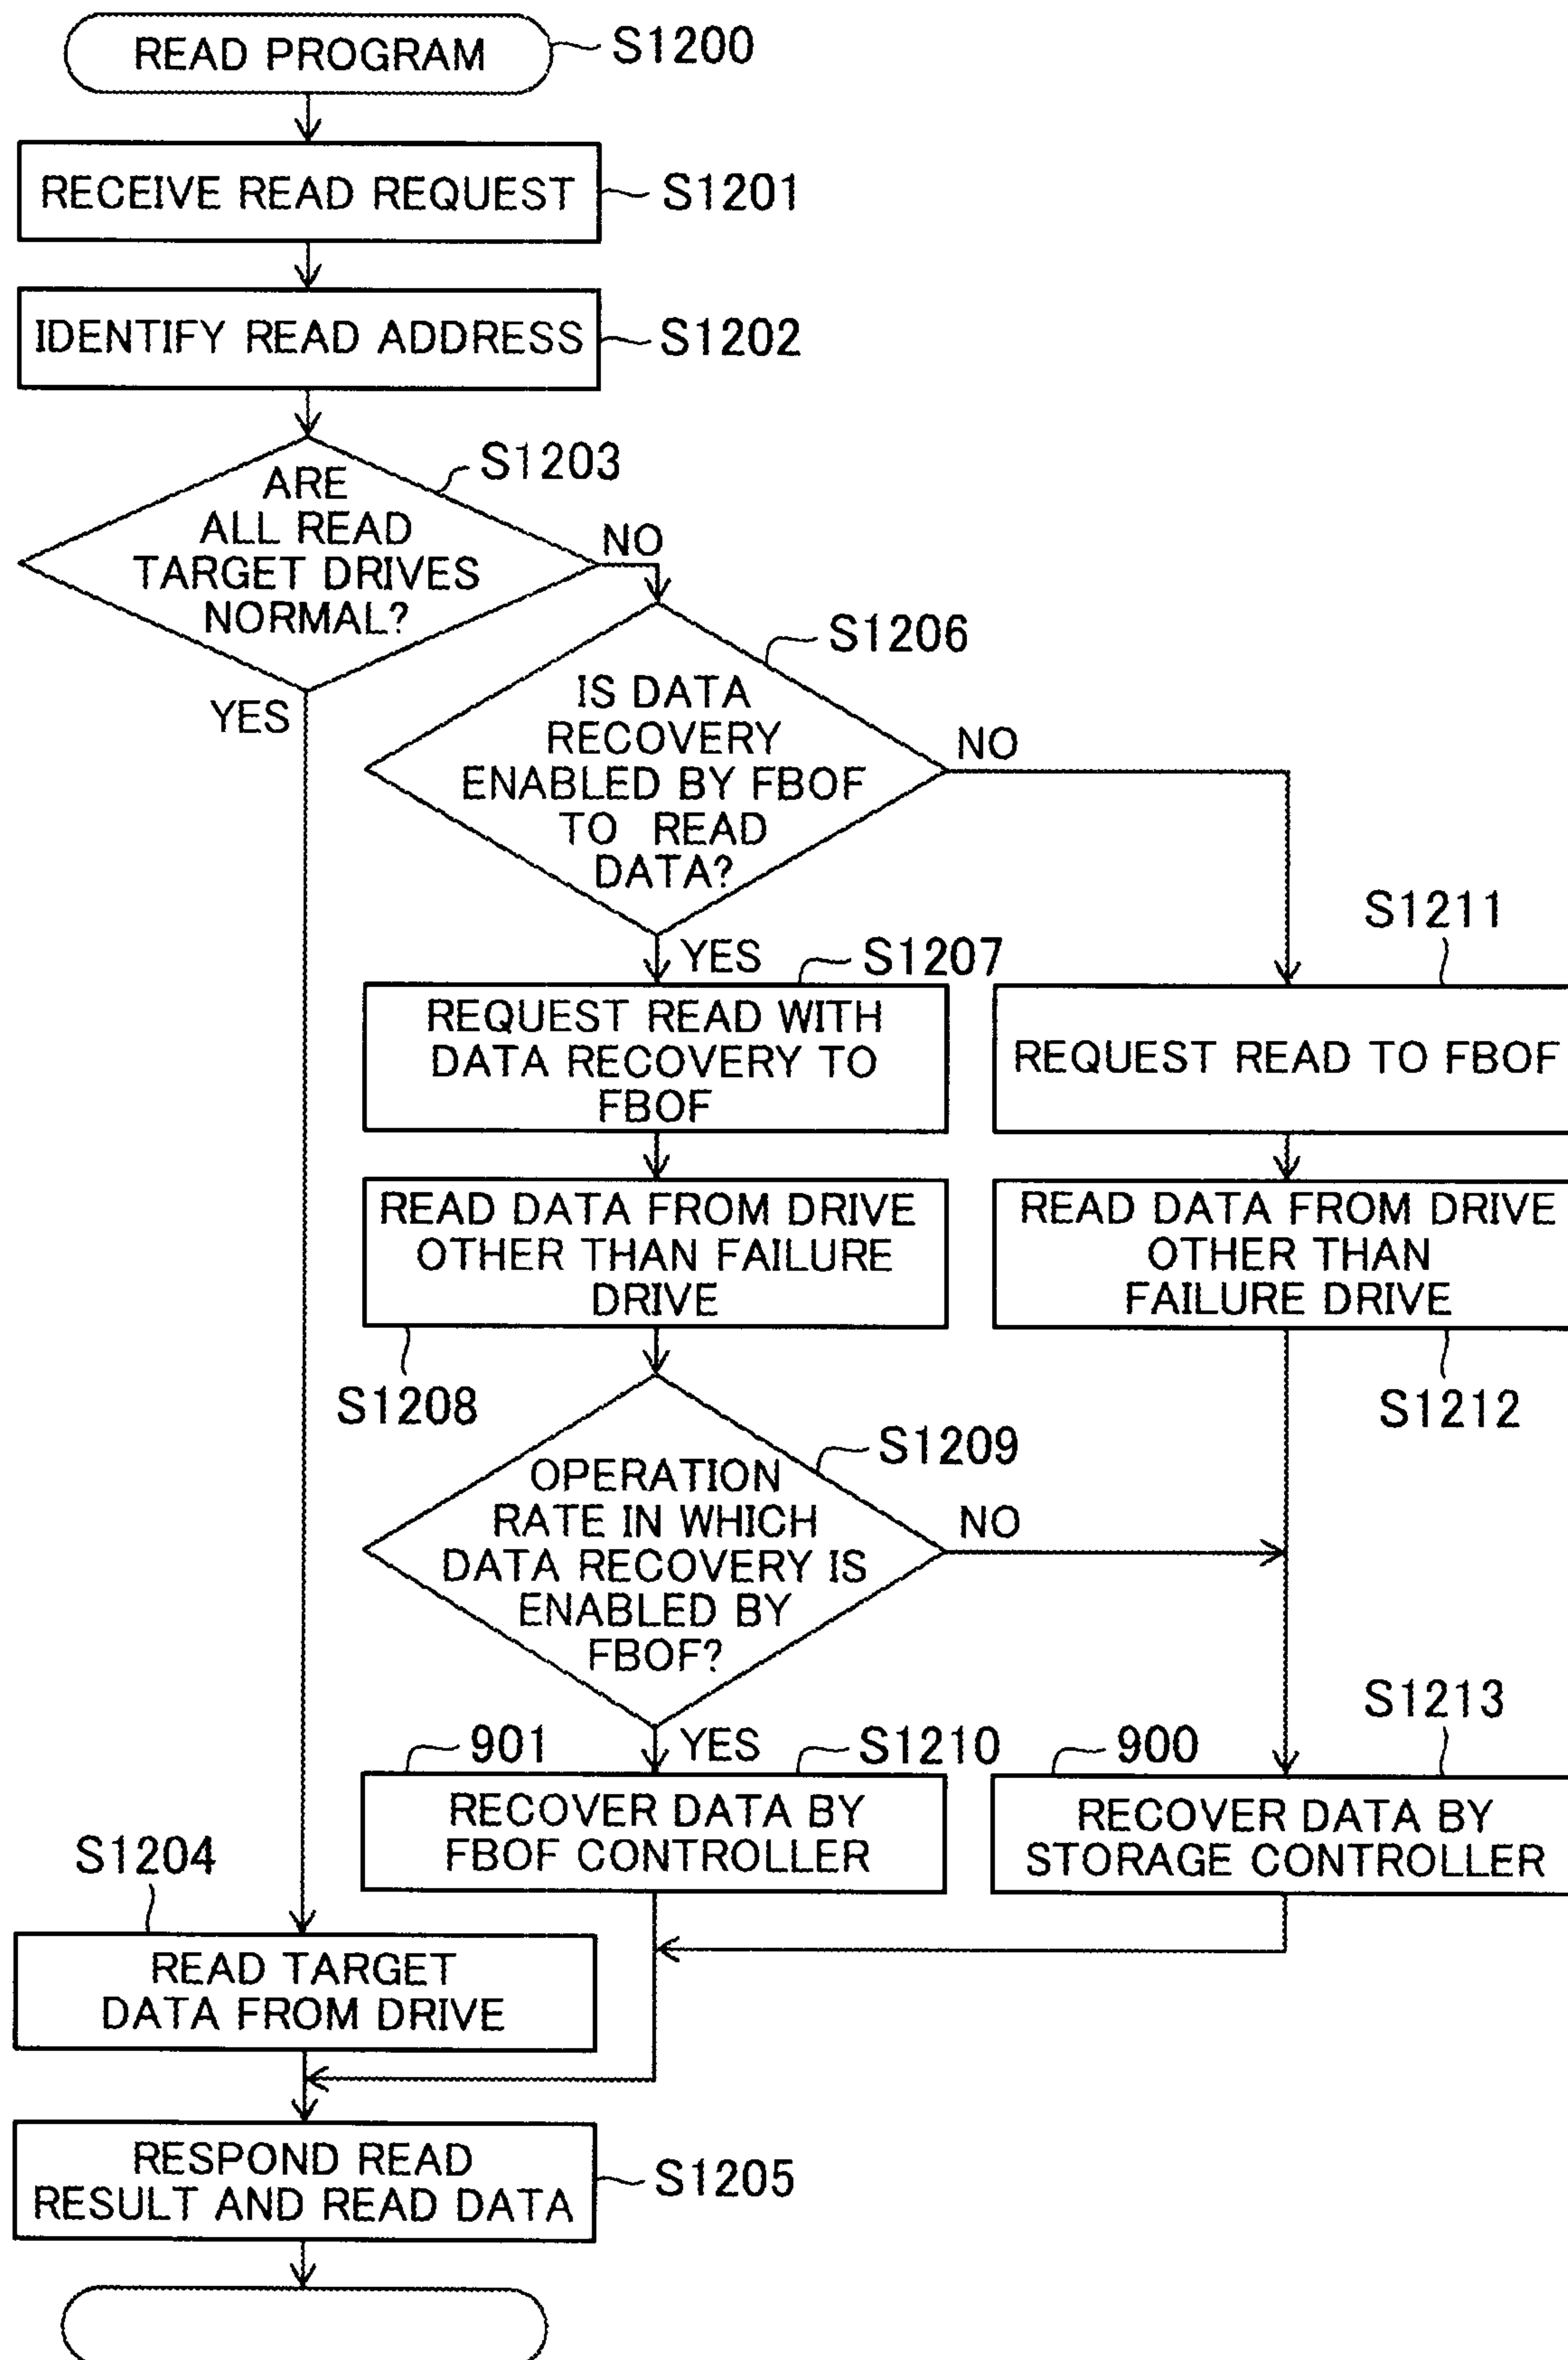 READ PROGRAM
S1200
RECEIVE READ REQUEST
S1201
IDENTIFY READ ADDRESS
S1202
S1203
ARE
ALL READ
TARGET DRIVES
NORMAL?
NO
YES
S1206
IS DATA
RECOVERY
ENABLED BY FBOF
TO READ
DATA?
NO
YES
S1207
REQUEST READ WITH
DATA RECOVERY TO
FBOF
S1211
REQUEST READ TO FBOF
READ DATA FROM DRIVE
OTHER THAN FAILURE
DRIVE
S1208
READ DATA FROM DRIVE
OTHER THAN
FAILURE DRIVE
S1212
S1209
OPERATION
RATE IN WHICH
DATA RECOVERY IS
ENABLED BY
FBOF?
NO
YES
901
S1210
RECOVER DATA BY
FBOF CONTROLLER
900
S1213
RECOVER DATA BY
STORAGE CONTROLLER
S1204
READ TARGET
DATA FROM DRIVE
RESPOND READ
RESULT AND READ DATA
S1205